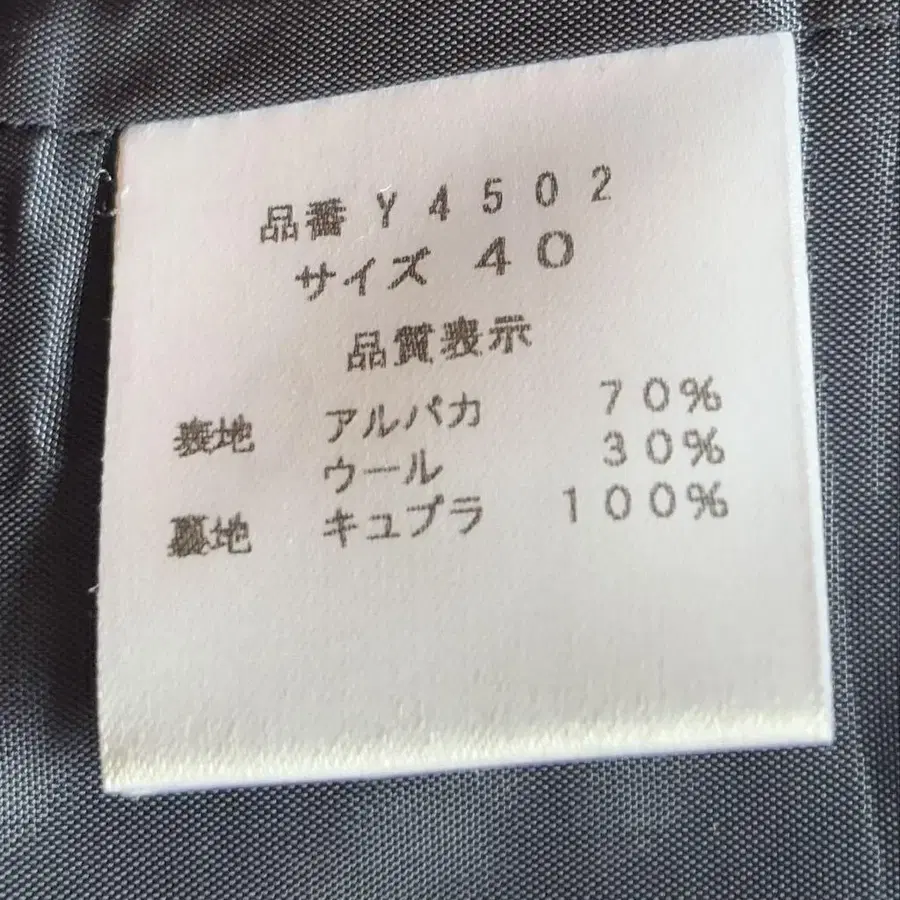 品番 Y4502
サイズ 40
品質表示
表地 アルパカ 70%
ウール 30%
裏地 キュプラ 100%